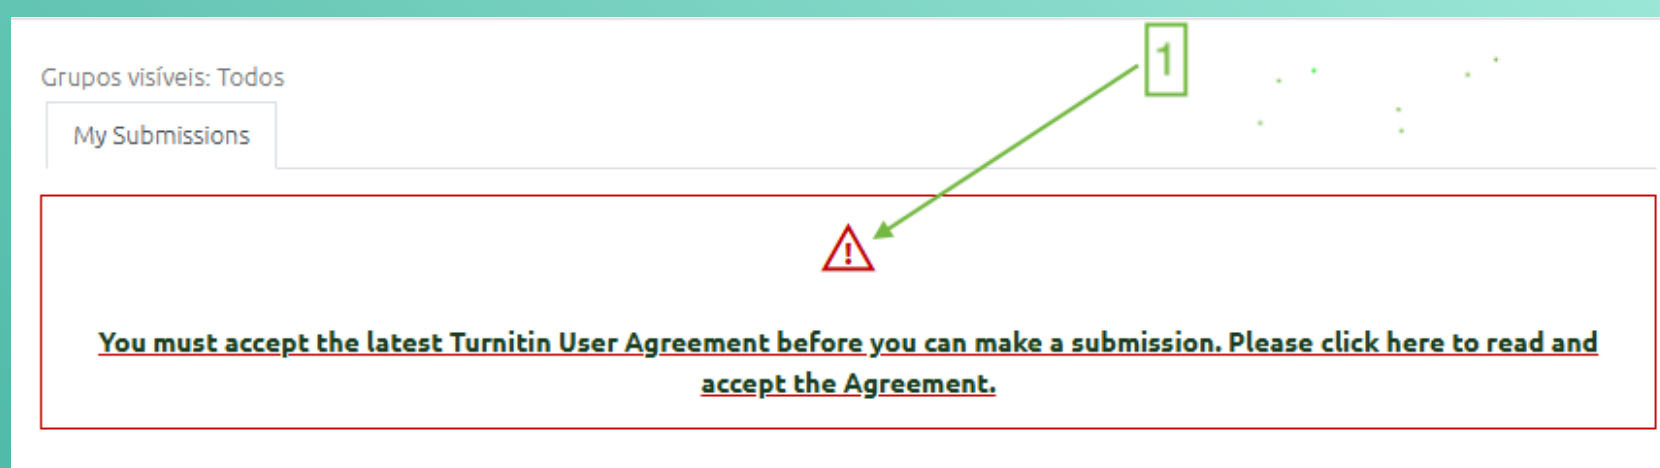 1
Grupos visíveis: Todos
My Submissions
You must accept the latest Turnitin User Agreement before you can make a submission. Please click here to read and
accept the Agreement.